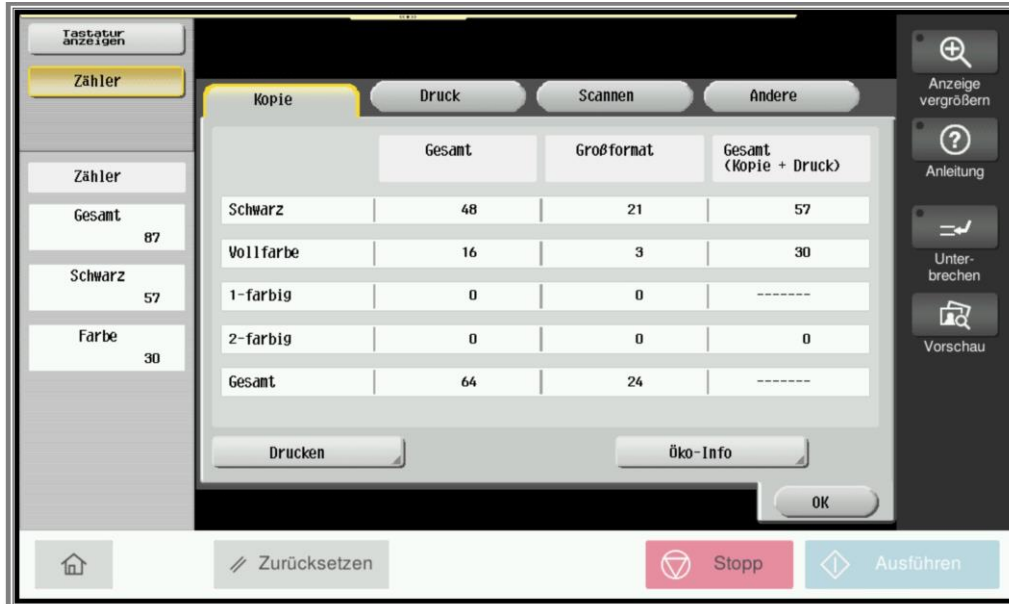 Tastatur
anzeigen
Zähler
Zähler
Gesamt
87
Schwarz
57
Farbe
30
Kopie
Druck
Scannen
Andere
Gesamt
Großformat
Gesamt
(Kopie + Druck)
Schwarz 48 21 57
Vollfarbe 16 3 30
1-farbig 0 0 -------
2-farbig 0 0 0
Gesamt 64 24 -------
Drucken
Öko-Info
OK
Anzeige
vergrößern
Anleitung
Unter-
brechen
Vorschau
Zurücksetzen
Stopp
Ausführen